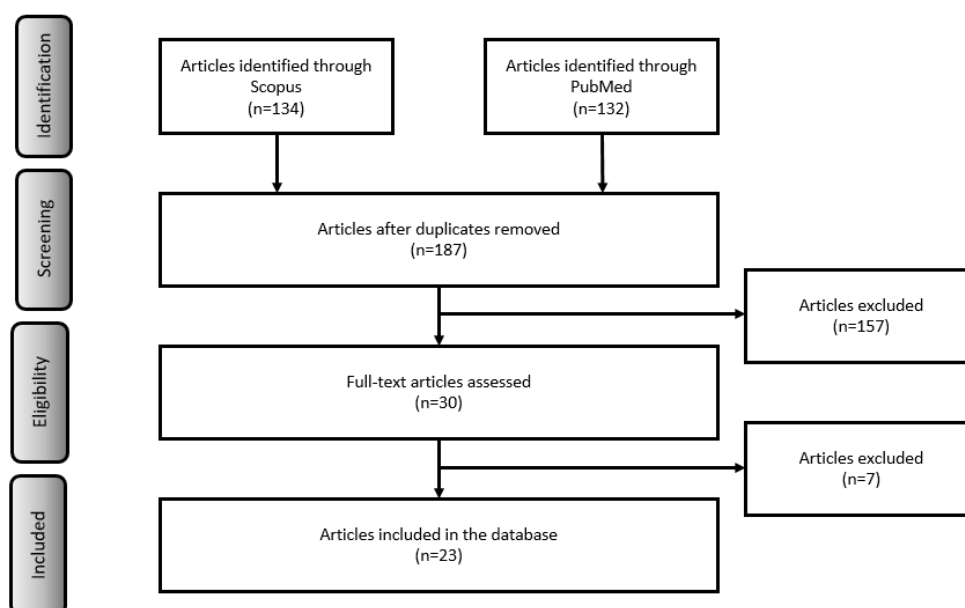 Identification
Articles identified through
Scopus
(n=134)
Articles identified through
PubMed
(n=132)
Screening
Articles after duplicates removed
(n=187)
Articles excluded
(n=157)
Eligibility
Full-text articles assessed
(n=30)
Articles excluded
(n=7)
Included
Articles included in the database
(n=23)